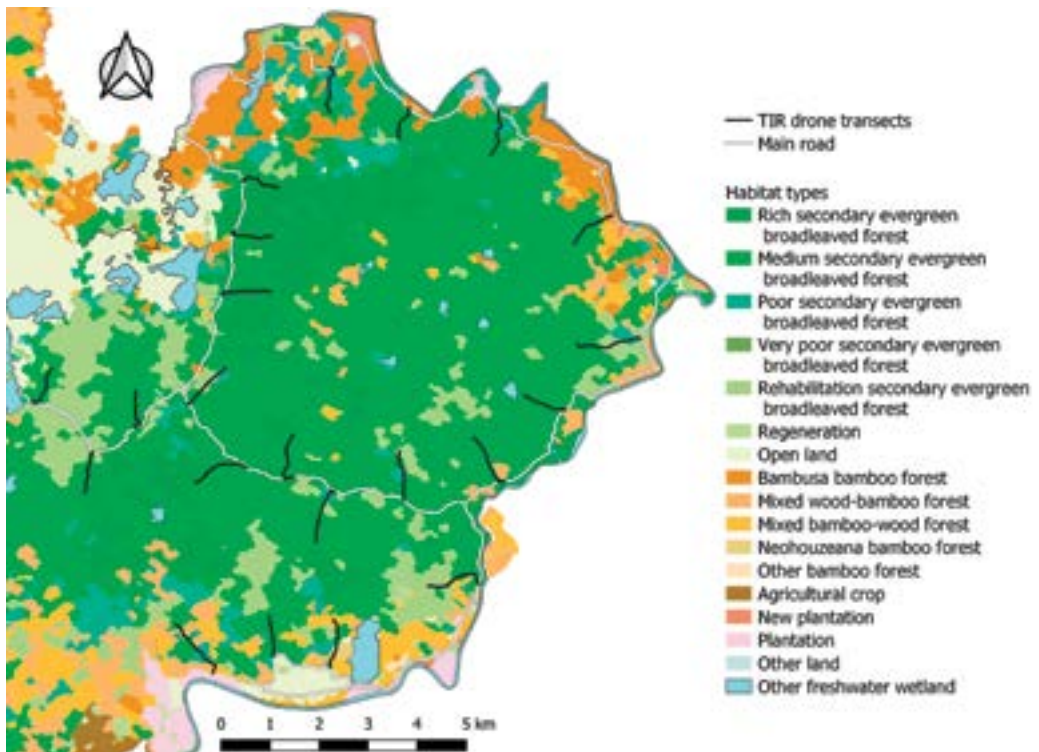 TIR drone transects
Main road
Habitat types
Rich secondary evergreen
broadleaved forest
Medium secondary evergreen
broadleaved forest
Poor secondary evergreen
broadleaved forest
Very poor secondary evergreen
broadleaved forest
Rehabilitation secondary evergreen
broadleaved forest
Regeneration
Open land
Bambusa bamboo forest
Mixed wood-bamboo forest
Mixed bamboo-wood forest
Neohouzeana bamboo forest
Other bamboo forest
Agricultural crop
New plantation
Plantation
Other land
Other freshwater wetland
0 1 2 3 4 5 km